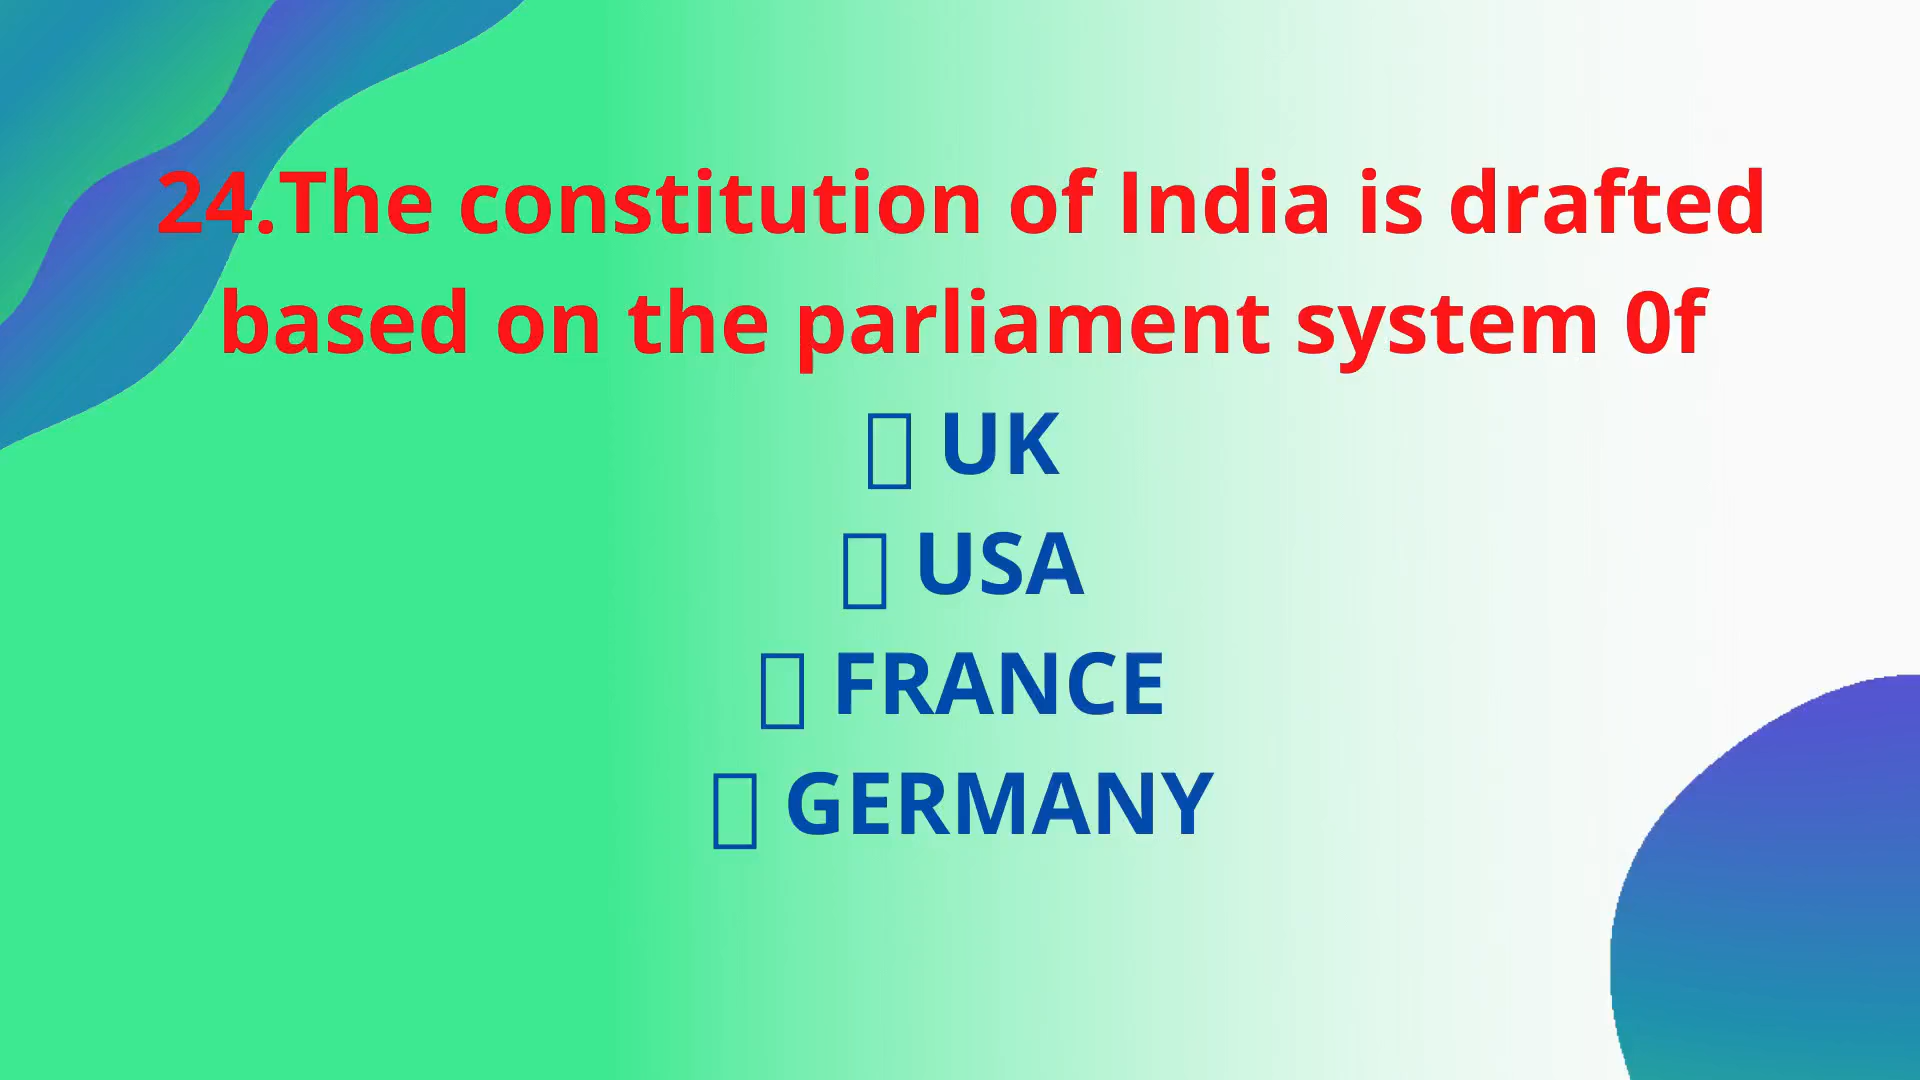 24.The constitution of India is drafted
based on the parliament system 0f
▯ UK
▯ USA
▯ FRANCE
▯ GERMANY